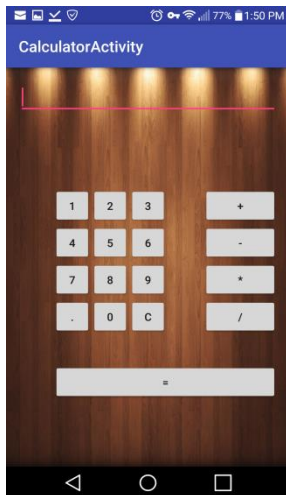 77% 1:50 PM
CalculatorActivity
1 2 3 +
4 5 6 -
7 8 9 *
. 0 C /
=